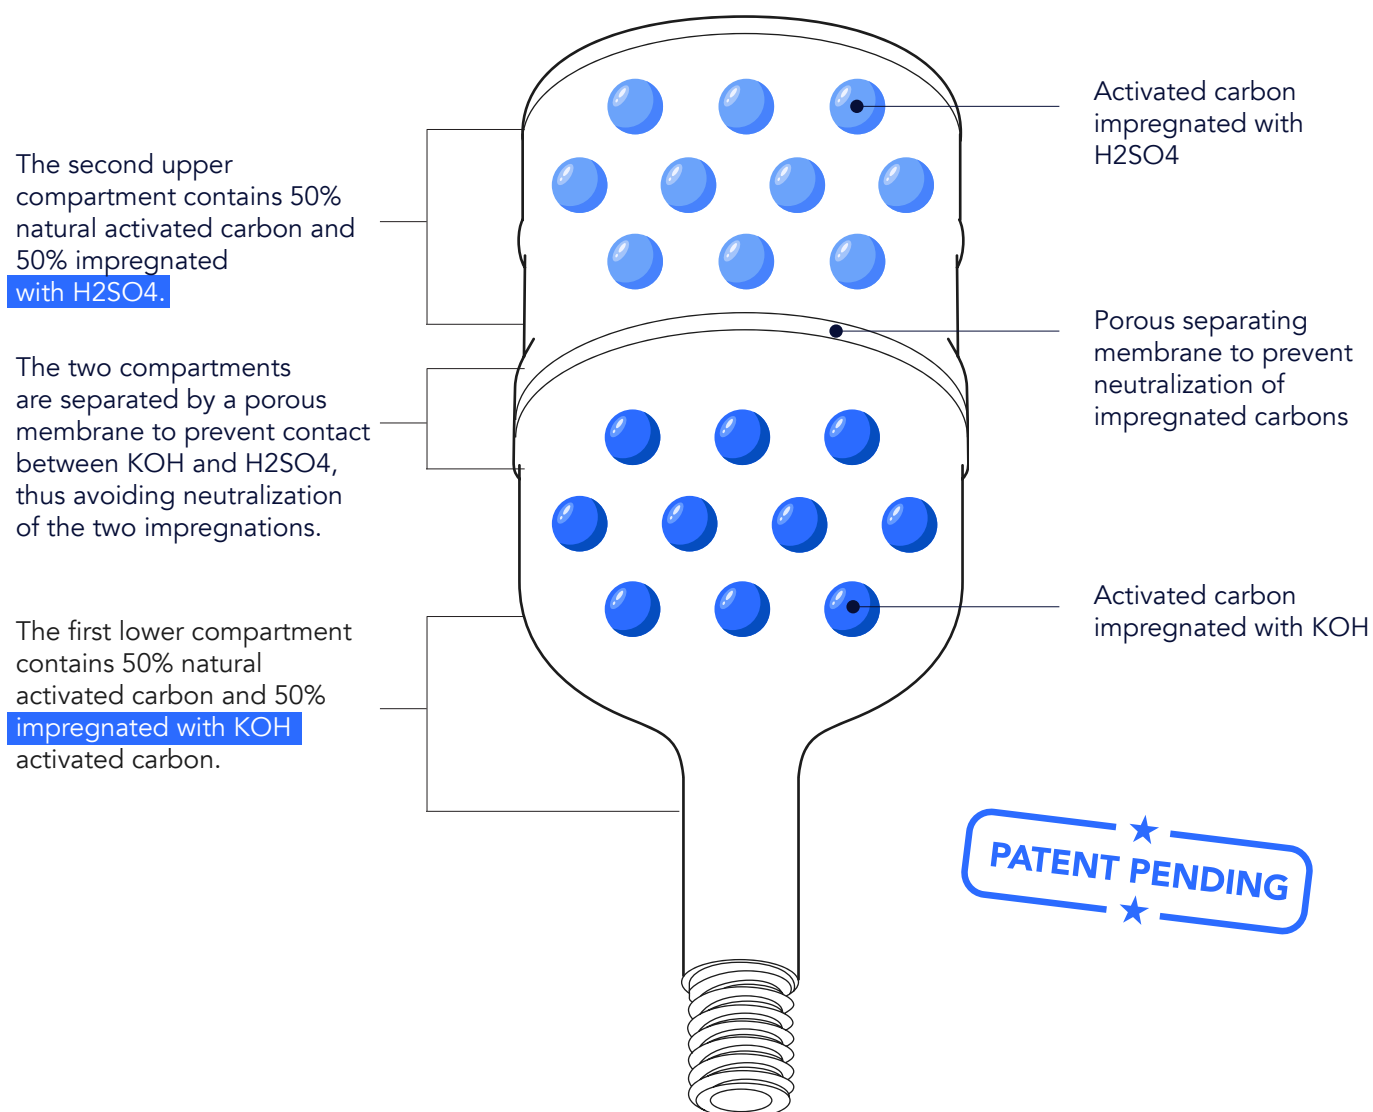 The second upper
compartment contains 50%
natural activated carbon and
50% impregnated
with H2SO4.
The two compartments
are separated by a porous
membrane to prevent contact
between KOH and H2SO4,
thus avoiding neutralization
of the two impregnations.
The first lower compartment
contains 50% natural
activated carbon and 50%
impregnated with KOH
activated carbon.
Activated carbon
impregnated with
H2SO4
Porous separating
membrane to prevent
neutralization of
impregnated carbons
Activated carbon
impregnated with KOH
PATENT PENDING